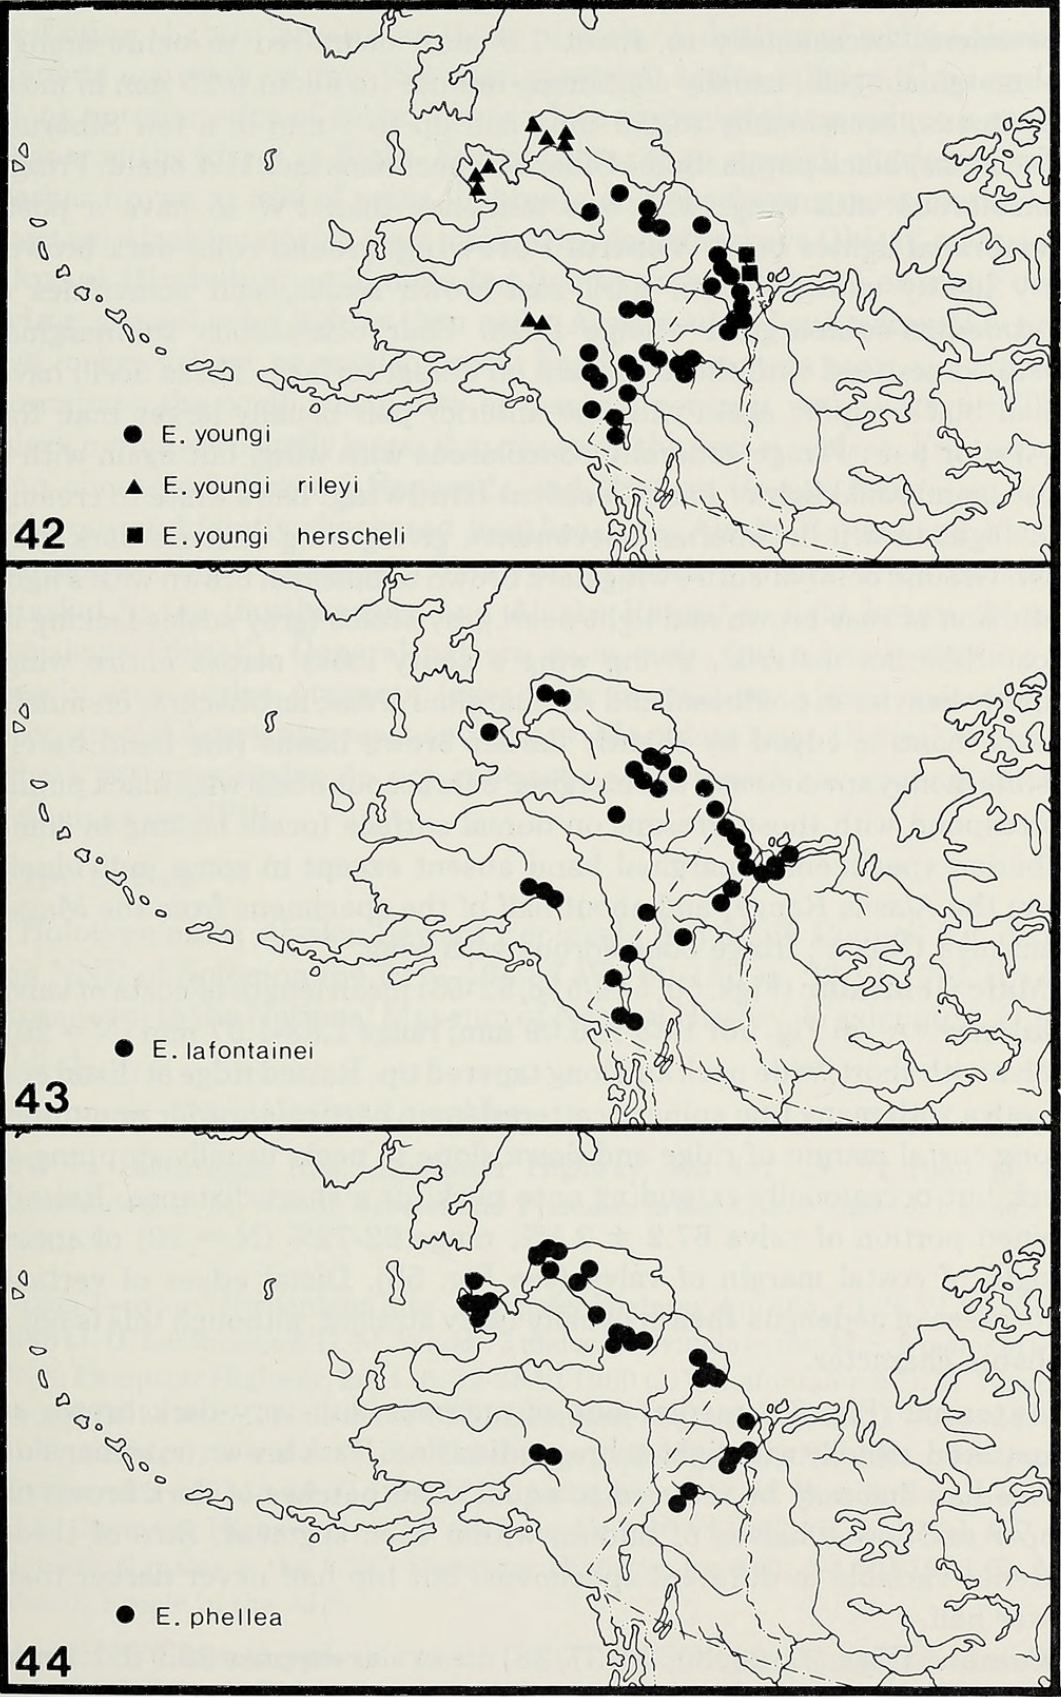 E. youngi
E. youngi rileyi
E. youngi herscheli
42
E. lafontainei
43
E. phellea
44